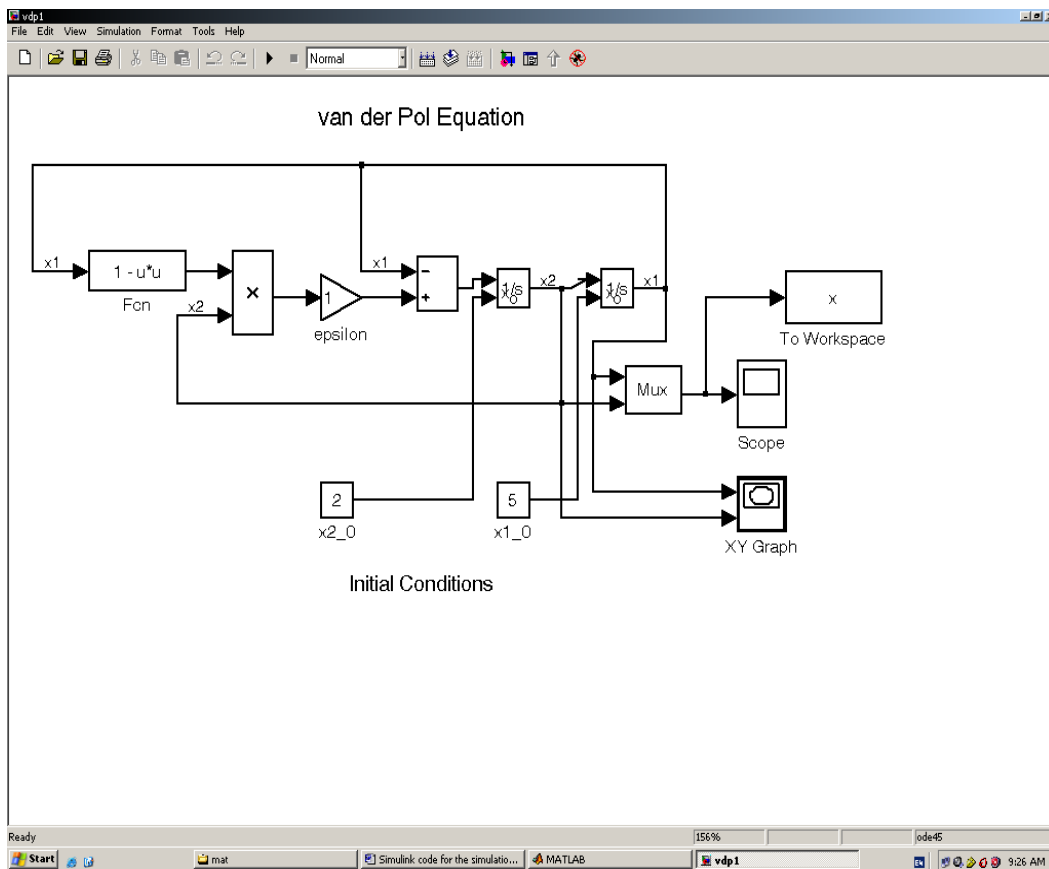 vdp1
File Edit View Simulation Format Tools Help
Normal
van der Pol Equation
x1
1 - u*u
Fcn
x2
×
1
epsilon
x1
−
+
1/s
xo
x2
1/s
xo
x1
x
To Workspace
Mux
Scope
2
x2_0
5
x1_0
XY Graph
Initial Conditions
Ready
156%
ode45
Start
mat
Simulink code for the simulatio...
MATLAB
vdp1
9:26 AM